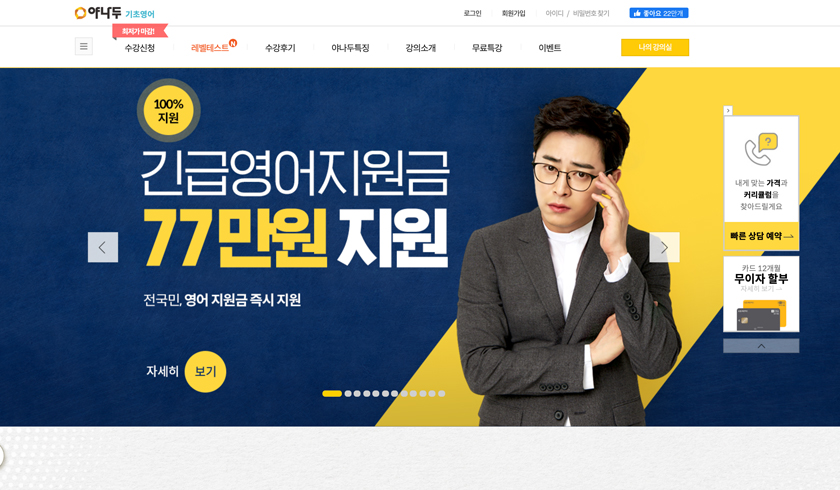 야나두 기초영어
로그인
회원가입
아이디 / 비밀번호 찾기
좋아요 22만개
최저가 마감!
수강신청
레벨테스트 N
수강후기
야나두특징
강의소개
무료특강
이벤트
나의 강의실
100%
지원
긴급영어지원금
77만원 지원
전국민, 영어 지원금 즉시 지원
자세히 보기
?
내게 맞는 가격과
커리큘럼을
찾아드릴게요
빠른 상담 예약
카드 12개월
무이자 할부
자세히 보기